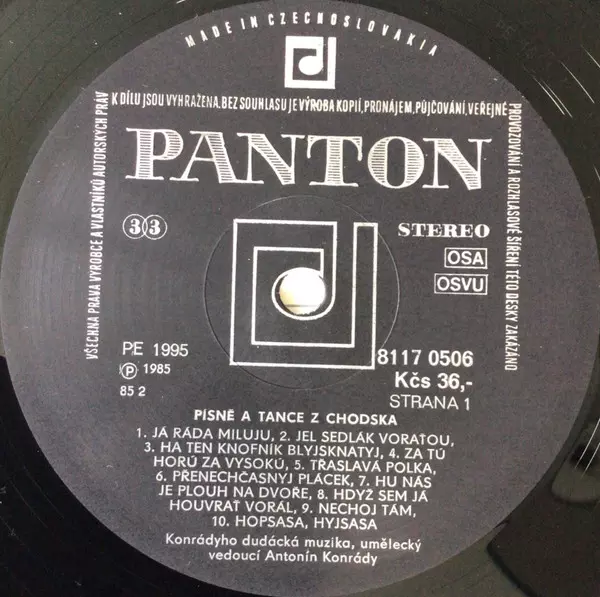 MADE IN CZECHOSLOVAKIA
VŠECHNA PRÁVA VÝROBCE A VLASTNÍKŮ AUTORSKÝCH PRÁV
K DÍLU JSOU VYHRAŽENA. BEZ SOUHLASU JE VÝROBA KOPIÍ, PRONÁJEM, PŮJČOVÁNÍ, VEŘEJNÉ
PROVOZOVÁNÍ A ROZHLASOVÉ ŠÍŘENÍ TÉTO DESKY ZAKÁZÁNO
PANTON
33
STEREO
OSA
OSVU
PE 1995
Ⓟ 1985
85 2
8117 0506
Kčs 36,-
STRANA 1
PÍSNĚ A TANCE Z CHODSKA
1. JÁ RÁDA MILUJU, 2. JEL SEDLÁK VORATOU,
3. HA TEN KNOFNÍK BLYJSKNATYJ, 4. ZA TÚ
HORÚ ZA VYSOKÚ, 5. TŘASLAVÁ POLKA,
6. PŘENECHČASNYJ PLÁCEK, 7. HU NÁS
JE PLOUH NA DVOŘE, 8. HDYŽ SEM JÁ
HOUVRAŤ VORÁL, 9. NECHOJ TÁM,
10. HOPSASA, HYJSASA
Konrádyho dudácká muzika, umělecký
vedoucí Antonín Konrády